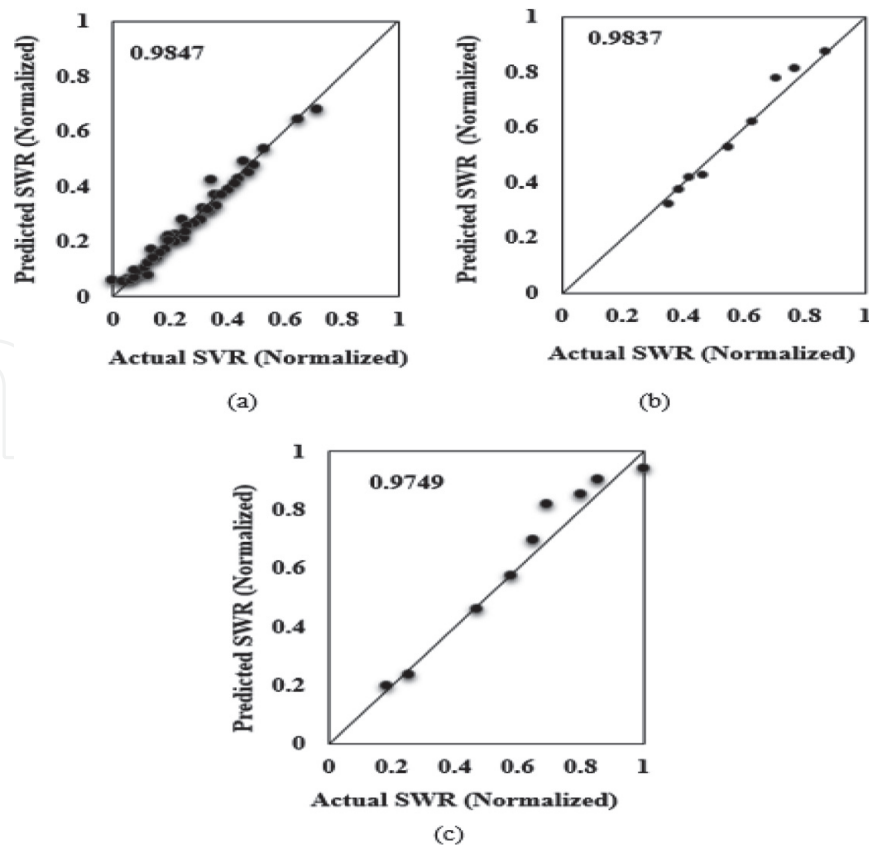 1
0.9847
0.8
0.6
0.4
0.2
0
Predicted SWR (Normalized)
0 0.2 0.4 0.6 0.8 1
Actual SVR (Normalized)
(a)
1
0.9837
0.8
0.6
0.4
0.2
0
Predicted SWR (Normalized)
0 0.2 0.4 0.6 0.8 1
Actual SWR (Normalized)
(b)
1
0.9749
0.8
0.6
0.4
0.2
0
Predicted SWR (Normalized)
0 0.2 0.4 0.6 0.8 1
Actual SWR (Normalized)
(c)